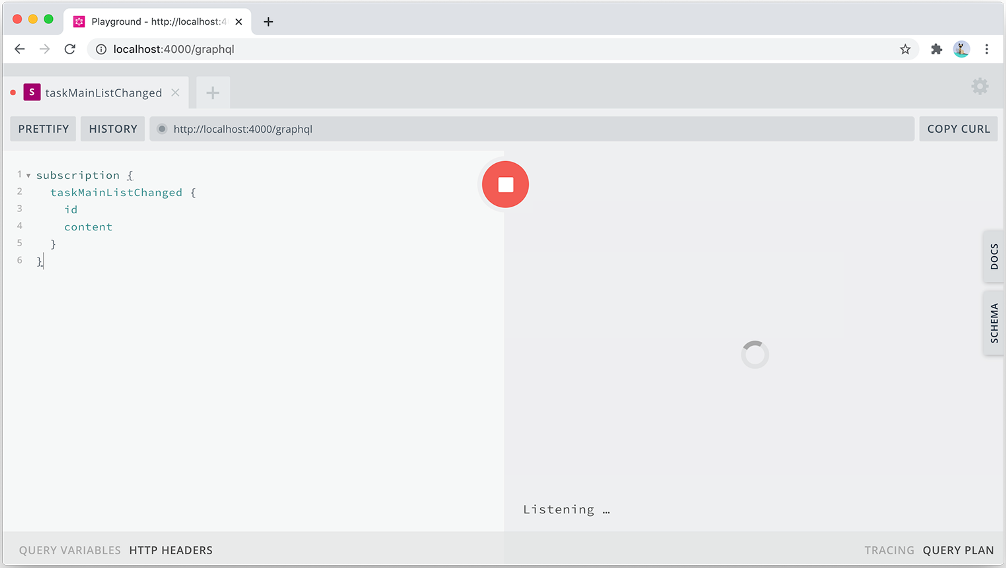 Playground - http://localhost:4
localhost:4000/graphql
S taskMainListChanged
PRETTIFY HISTORY http://localhost:4000/graphql COPY CURL
1 subscription {
2 taskMainListChanged {
3 id
4 content
5 }
6 }
DOCS
SCHEMA
Listening …
QUERY VARIABLES HTTP HEADERS TRACING QUERY PLAN